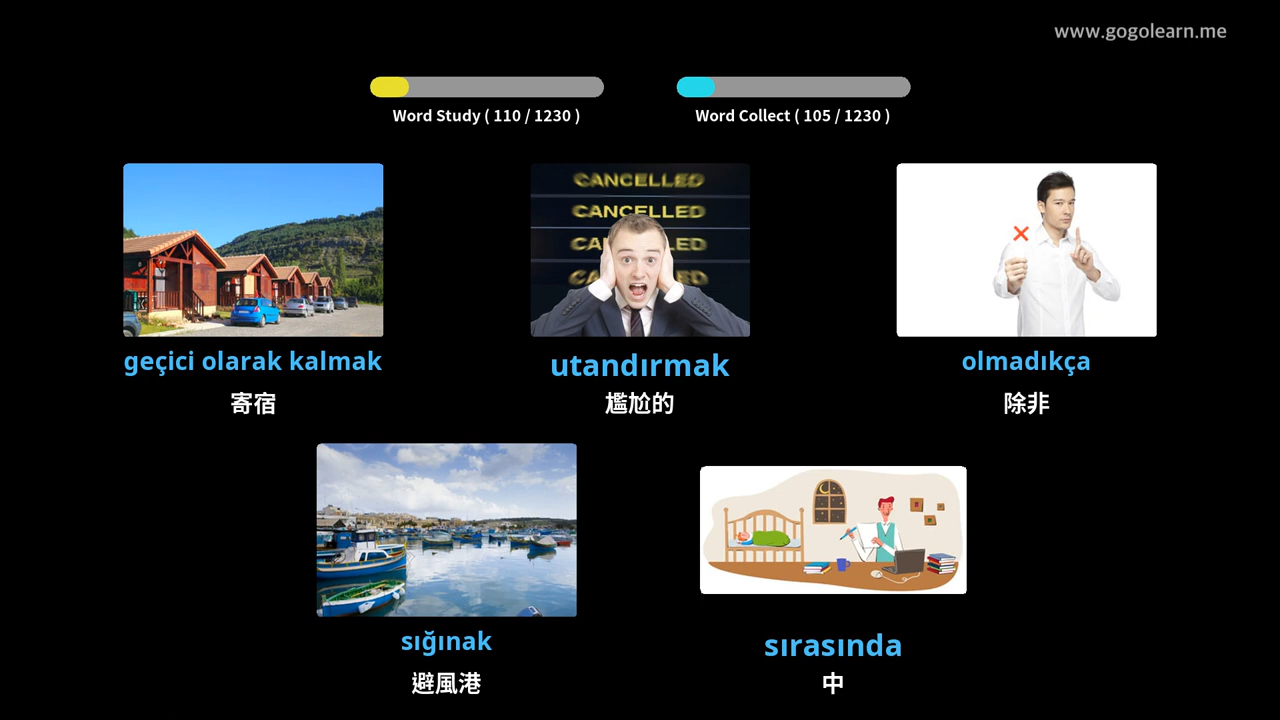 www.gogolearn.me
Word Study ( 110 / 1230 )
Word Collect ( 105 / 1230 )
CANCELLED
CANCELLED
geçici olarak kalmak
寄宿
utandırmak
尷尬的
olmadıkça
除非
sığınak
避風港
sırasında
中